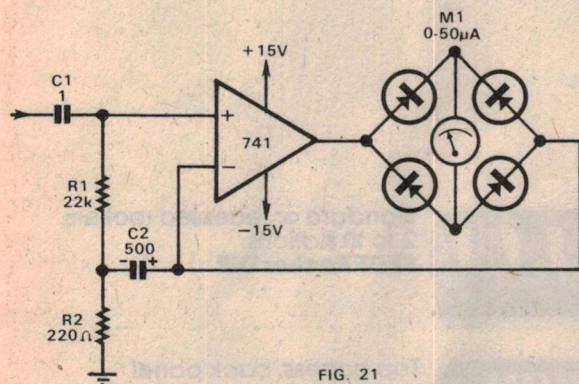 M1
0-50µA
+15V
C1
1
+
741
−
R1
22k
−15V
C2
500
− +
R2
220Ω
FIG. 21